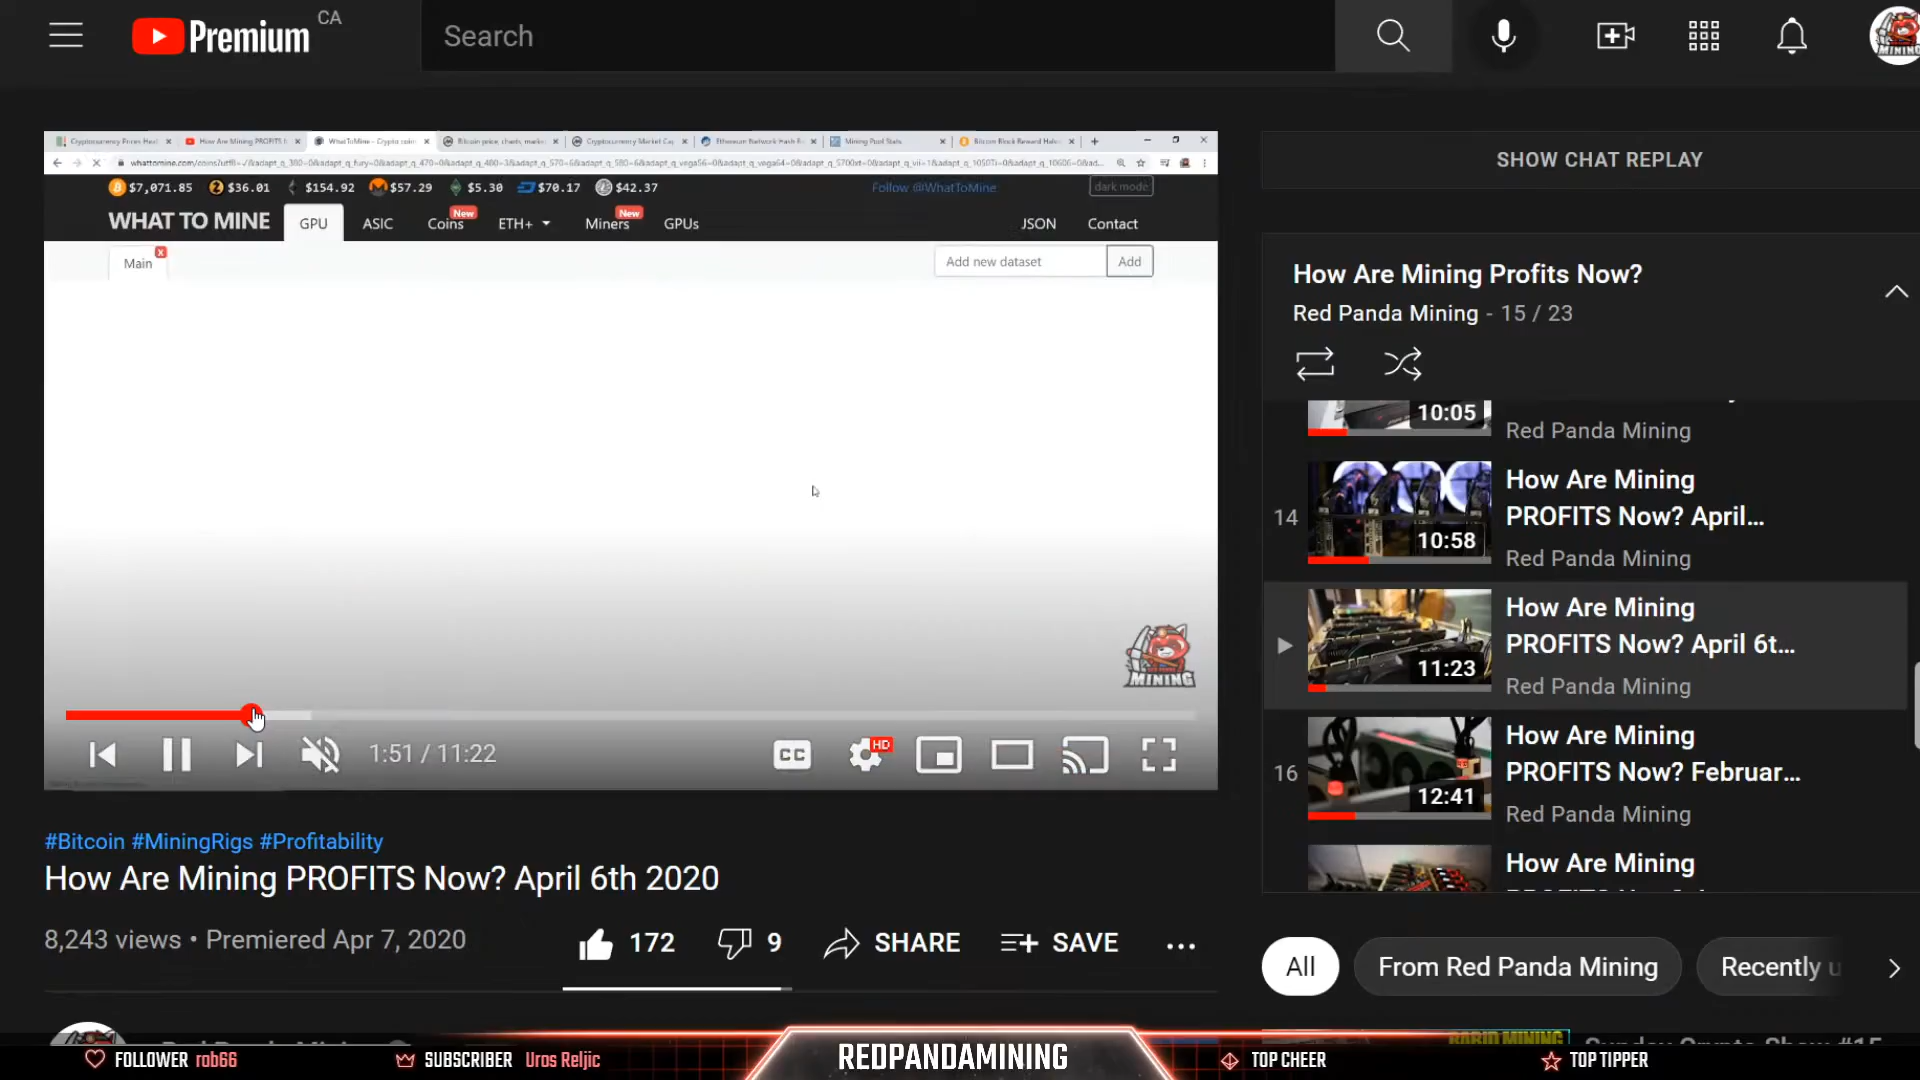 Premium CA
Search
Cryptocurrency Prices
How Are Mining PROFITS
WhatToMine - Crypto coin
Bitcoin price, charts, marke
Cryptocurrency Market Cap
Ethereum Network Hash R
Mining Pool Stats
Bitcoin Block Reward Halv
$7,071.85 $36.01 $154.92 $57.29 $5.30 $70.17 $42.37
Follow @WhatToMine
dark mode
WHAT TO MINE
GPU
ASIC
Coins New
ETH+
Miners New
GPUs
JSON
Contact
Main x
Add new dataset
Add
MINING
1:51 / 11:22
CC
HD
#Bitcoin #MiningRigs #Profitability
How Are Mining PROFITS Now? April 6th 2020
8,243 views • Premiered Apr 7, 2020
172
9
SHARE
SAVE
SHOW CHAT REPLAY
How Are Mining Profits Now?
Red Panda Mining - 15 / 23
10:05
Red Panda Mining
14
10:58
How Are Mining
PROFITS Now? April...
Red Panda Mining
11:23
How Are Mining
PROFITS Now? April 6t...
Red Panda Mining
16
12:41
How Are Mining
PROFITS Now? Februar...
Red Panda Mining
How Are Mining
All
From Red Panda Mining
Recently u
Sunday Crypto Show #15
FOLLOWER rob66
SUBSCRIBER Uros Reljic
REDPANDAMINING
TOP CHEER
TOP TIPPER